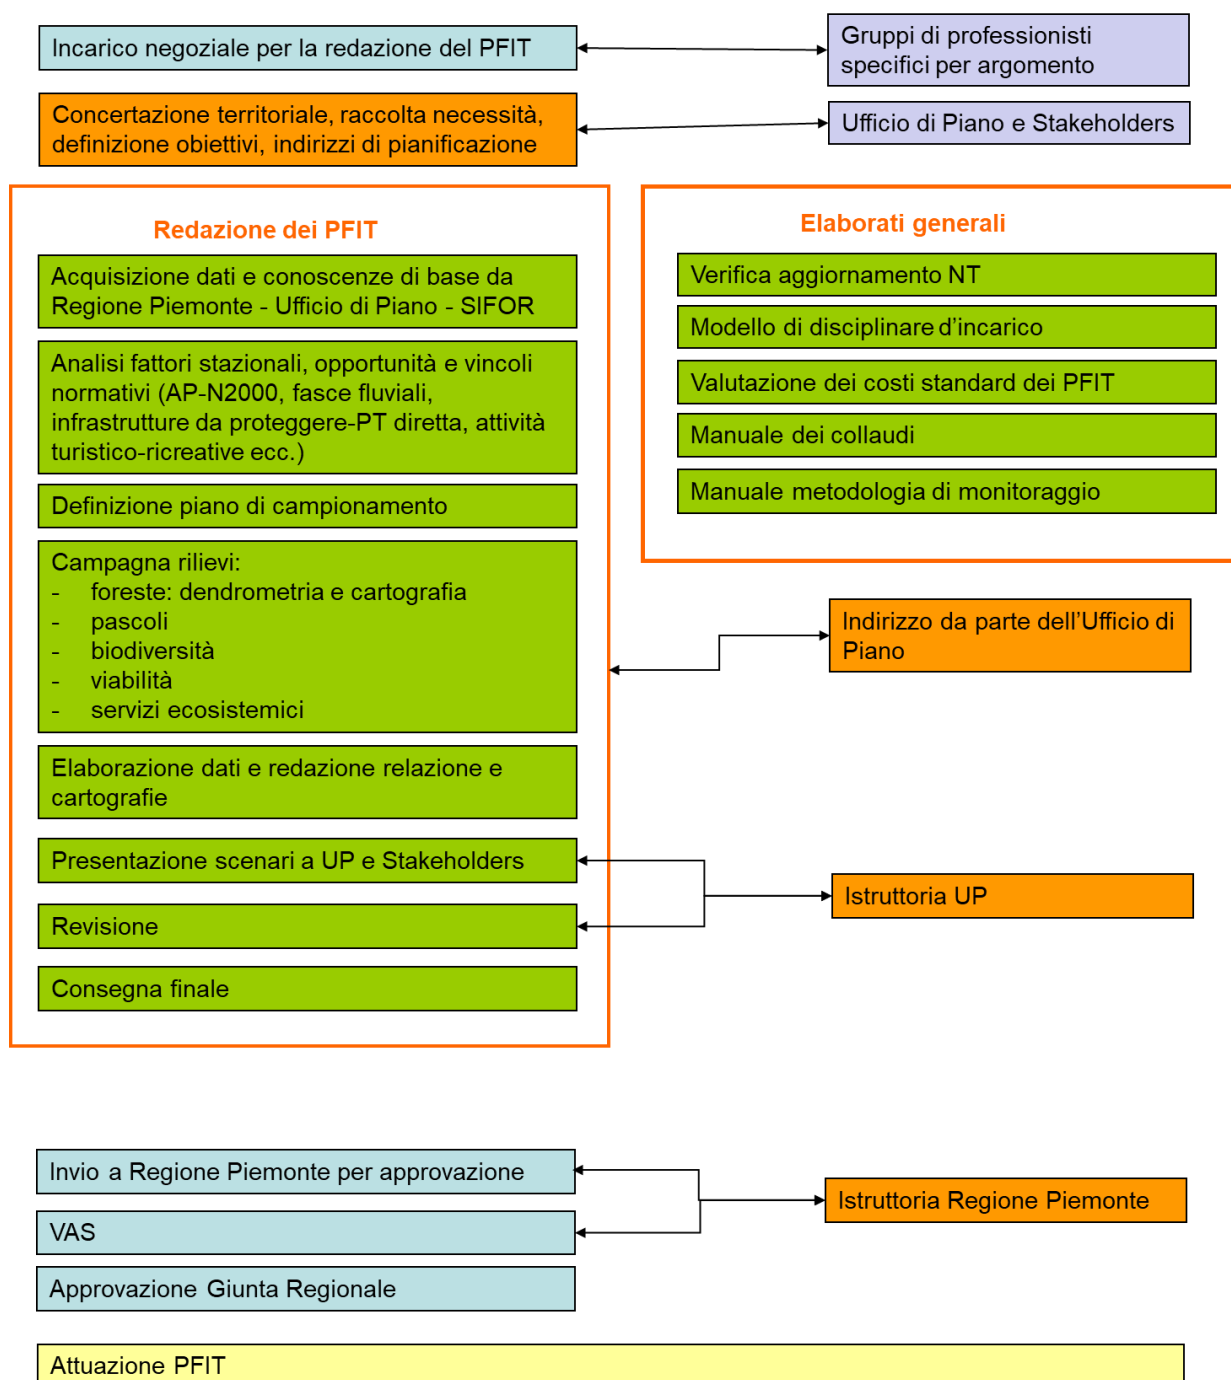 Incarico negoziale per la redazione del PFIT
Gruppi di professionisti
specifici per argomento
Concertazione territoriale, raccolta necessità,
definizione obiettivi, indirizzi di pianificazione
Ufficio di Piano e Stakeholders
Redazione dei PFIT
Acquisizione dati e conoscenze di base da
Regione Piemonte - Ufficio di Piano - SIFOR
Analisi fattori stazionali, opportunità e vincoli
normativi (AP-N2000, fasce fluviali,
infrastrutture da proteggere-PT diretta, attività
turistico-ricreative ecc.)
Definizione piano di campionamento
Campagna rilievi:
- foreste: dendrometria e cartografia
- pascoli
- biodiversità
- viabilità
- servizi ecosistemici
Elaborazione dati e redazione relazione e
cartografie
Presentazione scenari a UP e Stakeholders
Revisione
Consegna finale
Elaborati generali
Verifica aggiornamento NT
Modello di disciplinare d'incarico
Valutazione dei costi standard dei PFIT
Manuale dei collaudi
Manuale metodologia di monitoraggio
Indirizzo da parte dell'Ufficio di
Piano
Istruttoria UP
Invio a Regione Piemonte per approvazione
VAS
Approvazione Giunta Regionale
Istruttoria Regione Piemonte
Attuazione PFIT